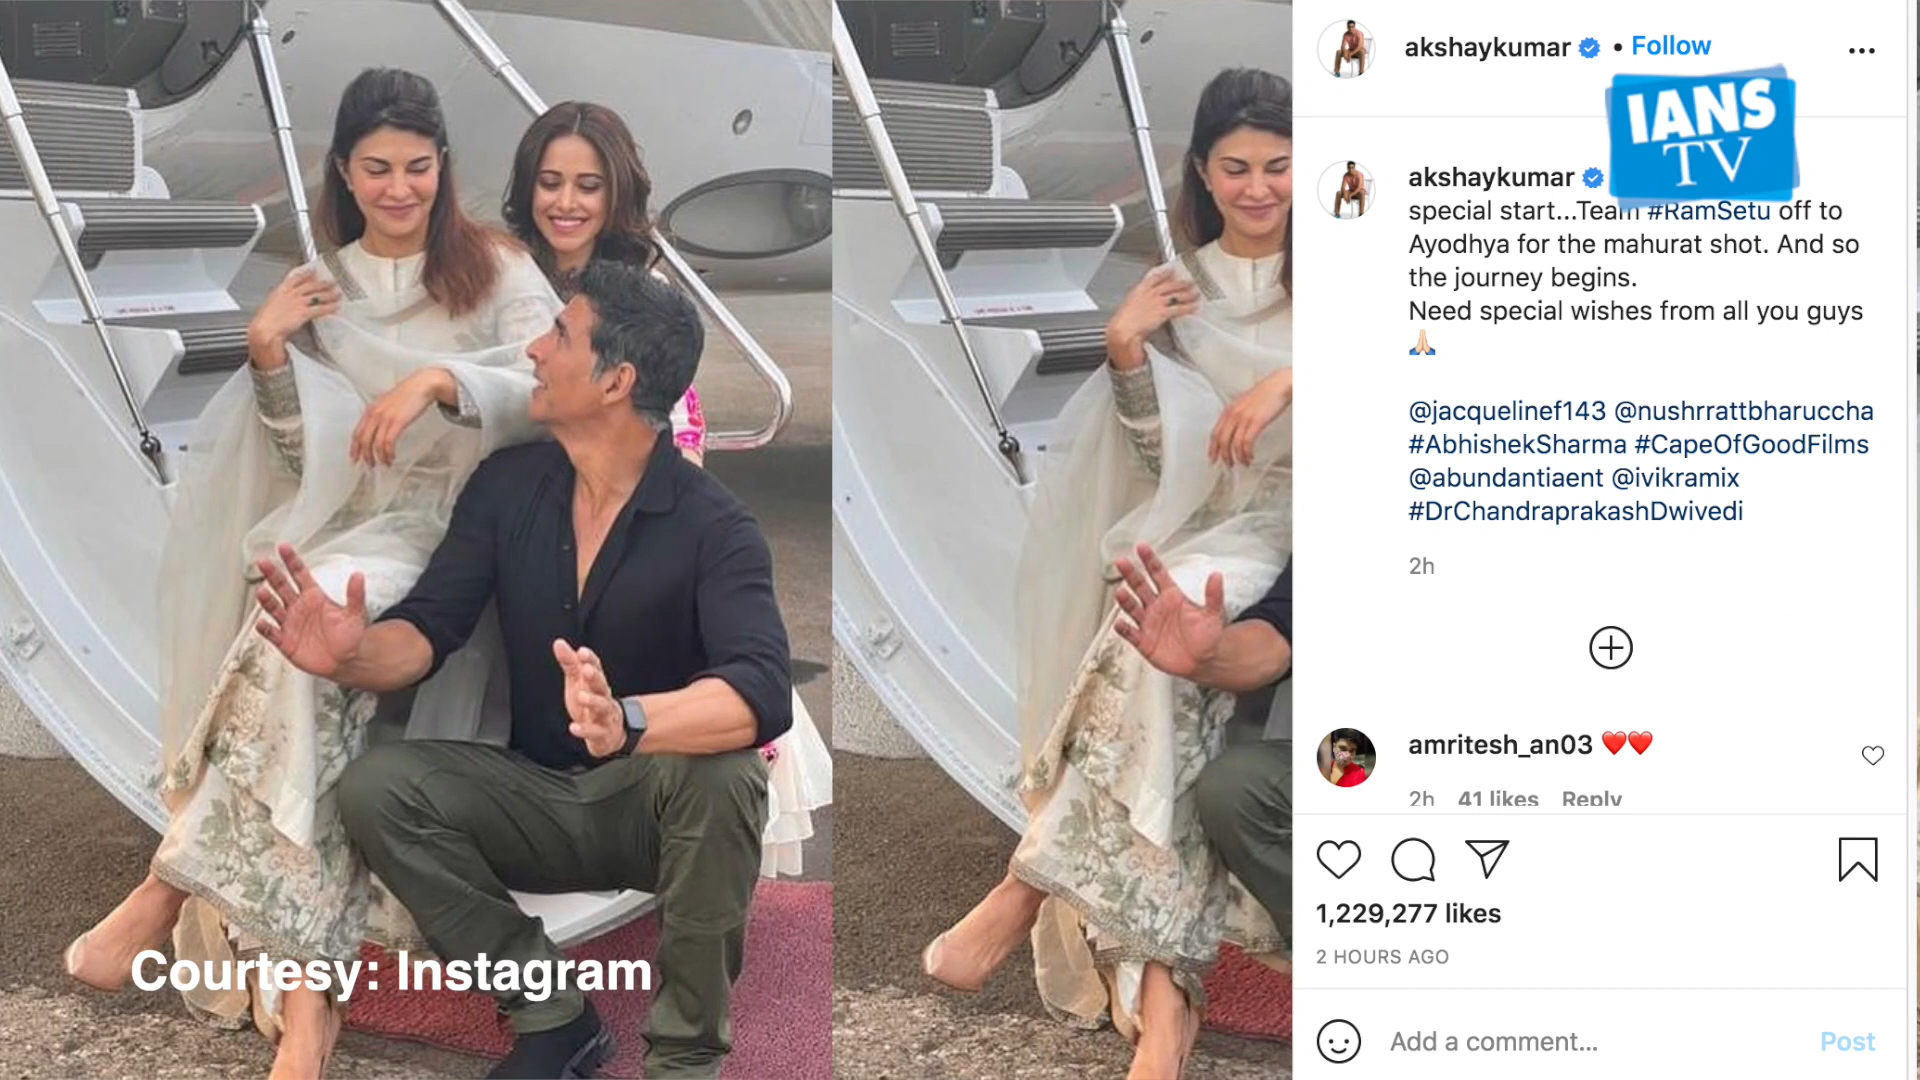 akshaykumar • Follow
IANS
TV
akshaykumar
special start...Team #RamSetu off to
Ayodhya for the mahurat shot. And so
the journey begins.
Need special wishes from all you guys
🙏🏻
@jacquelinef143 @nushrrattbharuccha
#AbhishekSharma #CapeOfGoodFilms
@abundantiaent @ivikramix
#DrChandraprakashDwivedi
2h
amritesh_an03 ❤️❤️
2h 41 likes Reply
1,229,277 likes
2 HOURS AGO
Add a comment... Post
Courtesy: Instagram